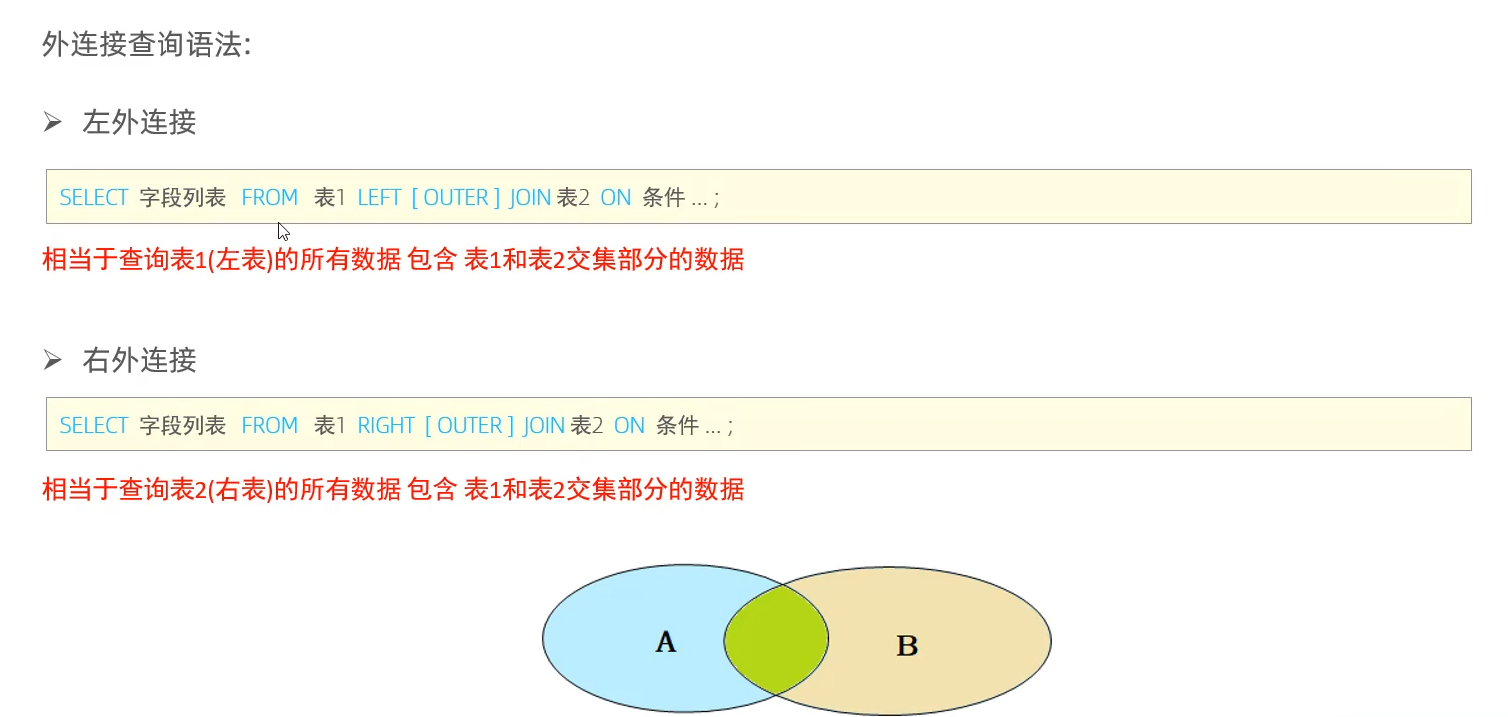 外连接查询语法:
左外连接
SELECT 字段列表 FROM 表1 LEFT [ OUTER ] JOIN 表2 ON 条件 ... ;
相当于查询表1(左表)的所有数据 包含 表1和表2交集部分的数据
右外连接
SELECT 字段列表 FROM 表1 RIGHT [ OUTER ] JOIN 表2 ON 条件 ... ;
相当于查询表2(右表)的所有数据 包含 表1和表2交集部分的数据
A B